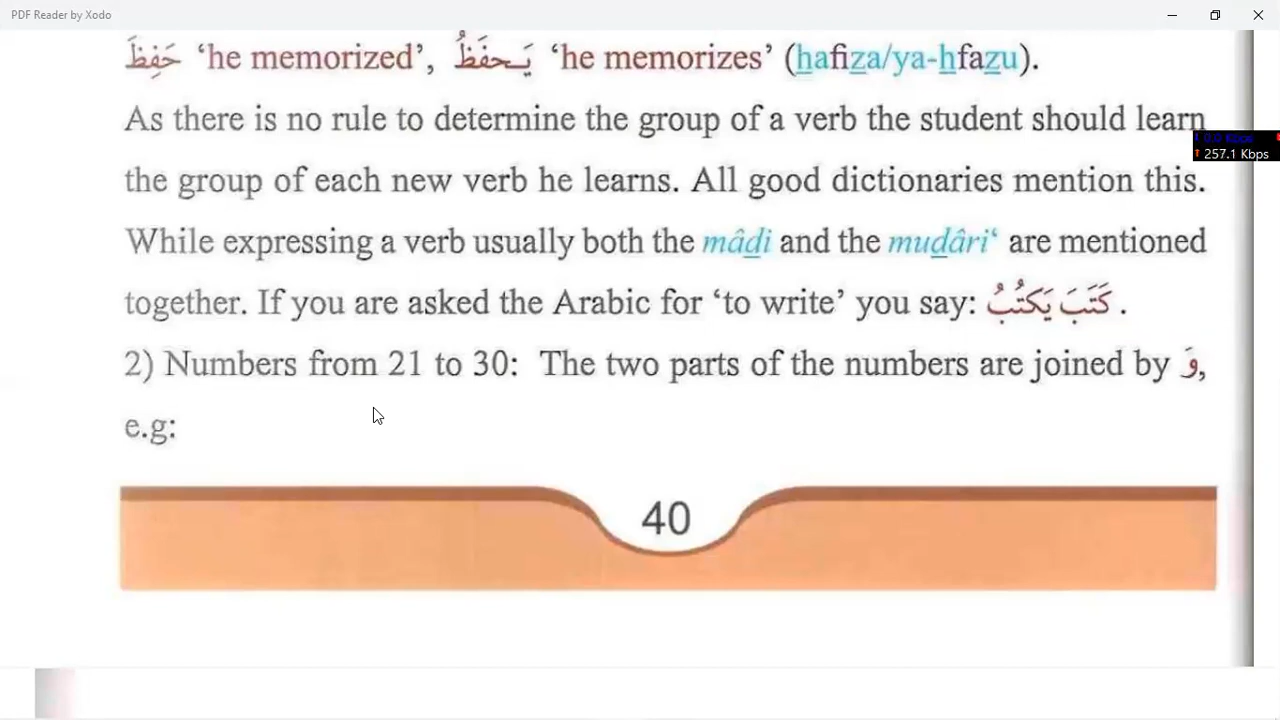 PDF Reader by Xodo
حَفِظَ ‘he memorized’, يَـحفَظُ ‘he memorizes’ (hafiza/ya-hfazu).
As there is no rule to determine the group of a verb the student should learn
0.0 Kbps
the group of each new verb he learns. All good dictionaries mention this.
257.1 Kbps
While expressing a verb usually both the mâdi and the mudâri‘ are mentioned
together. If you are asked the Arabic for ‘to write’ you say: كَتَبَ يَكتُبُ .
2) Numbers from 21 to 30: The two parts of the numbers are joined by وَ,
e.g:
40